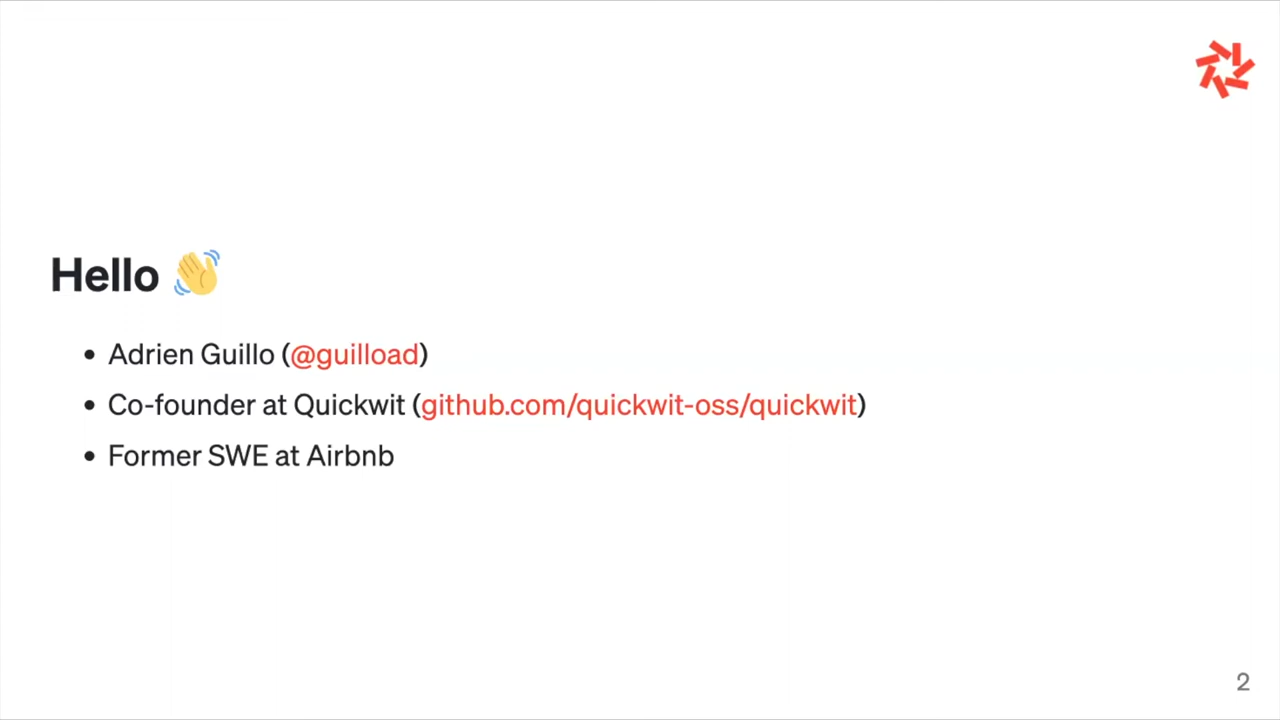 Hello 👋
• Adrien Guillo (@guilload)
• Co-founder at Quickwit (github.com/quickwit-oss/quickwit)
• Former SWE at Airbnb
2